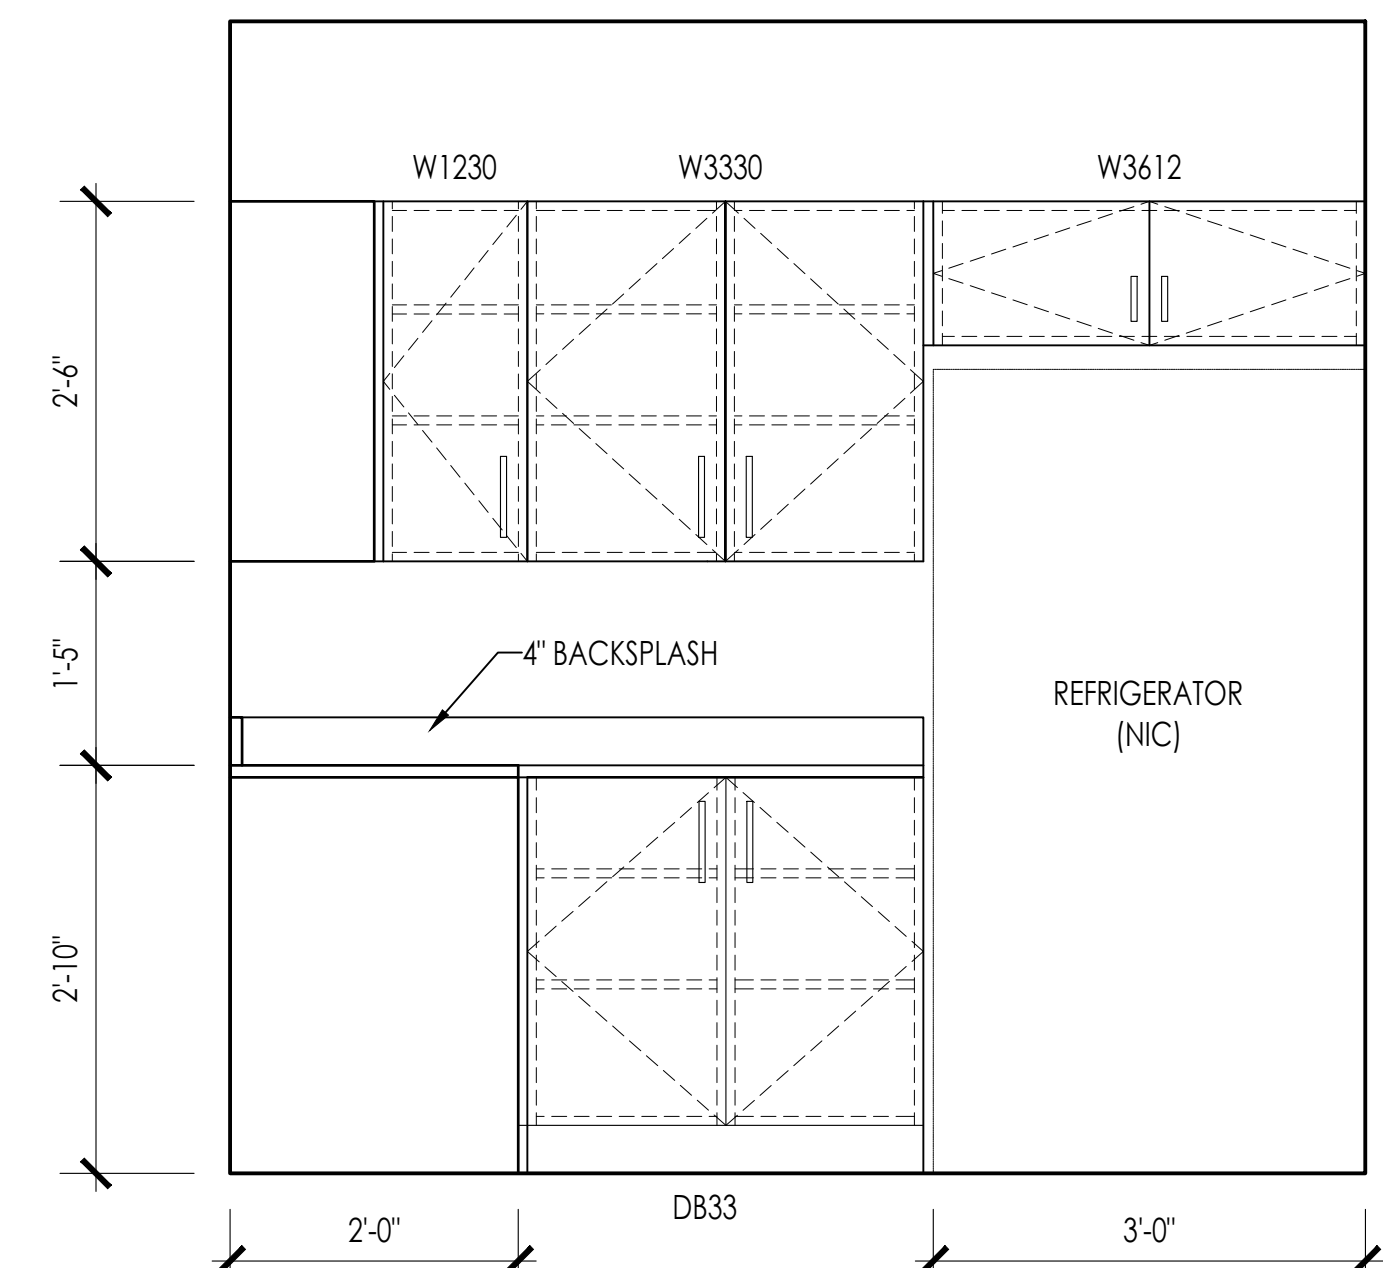 W1230
W3330
W3612
2'-6"
1'-5"
4" BACKSPLASH
REFRIGERATOR
(NIC)
2'-10"
DB33
2'-0"
3'-0"